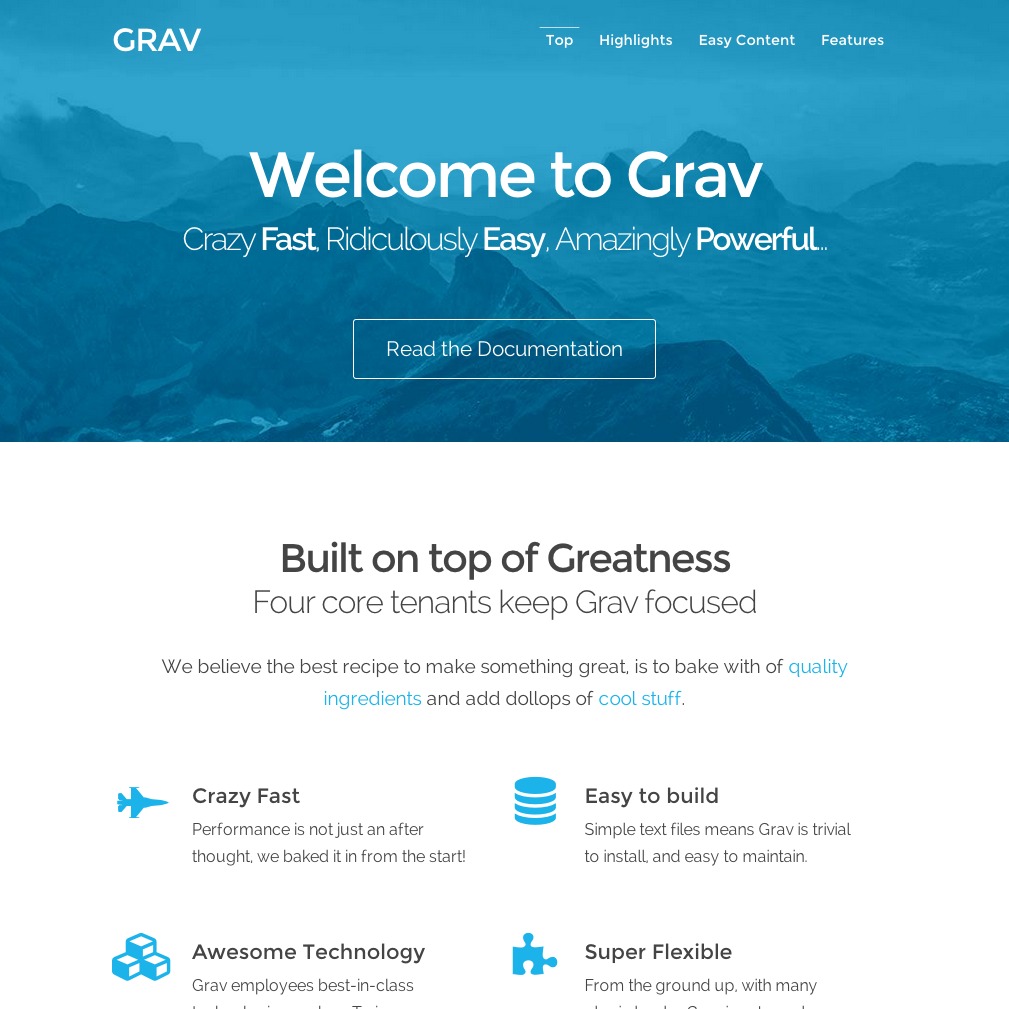 GRAV
Top Highlights Easy Content Features
Welcome to Grav
Crazy Fast, Ridiculously Easy, Amazingly Powerful...
Read the Documentation
Built on top of Greatness
Four core tenants keep Grav focused
We believe the best recipe to make something great, is to bake with of quality
ingredients and add dollops of cool stuff.
Crazy Fast
Performance is not just an after
thought, we baked it in from the start!
Easy to build
Simple text files means Grav is trivial
to install, and easy to maintain.
Awesome Technology
Grav employees best-in-class
Super Flexible
From the ground up, with many